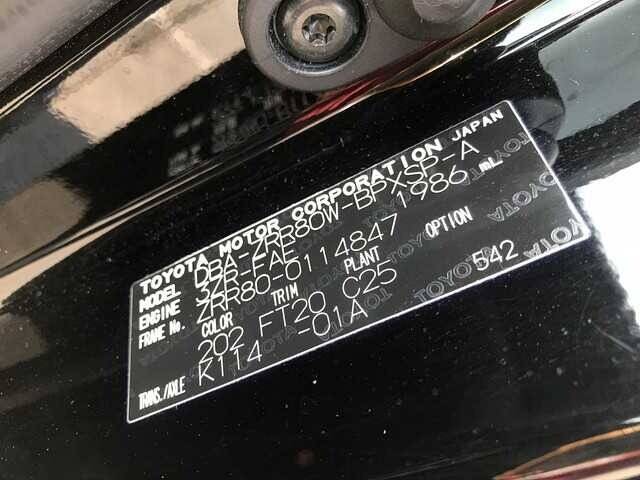 TOYOTA MOTOR CORPORATION JAPAN
MODEL DBA-ZRR80W-BPXSP-A
ENGINE 3ZR-FAE 1986 mL
FRAME No. ZRR80-0114847
COLOR TRIM PLANT OPTION
202 FT20 C25 542
TRANS./AXLE K114 -01A